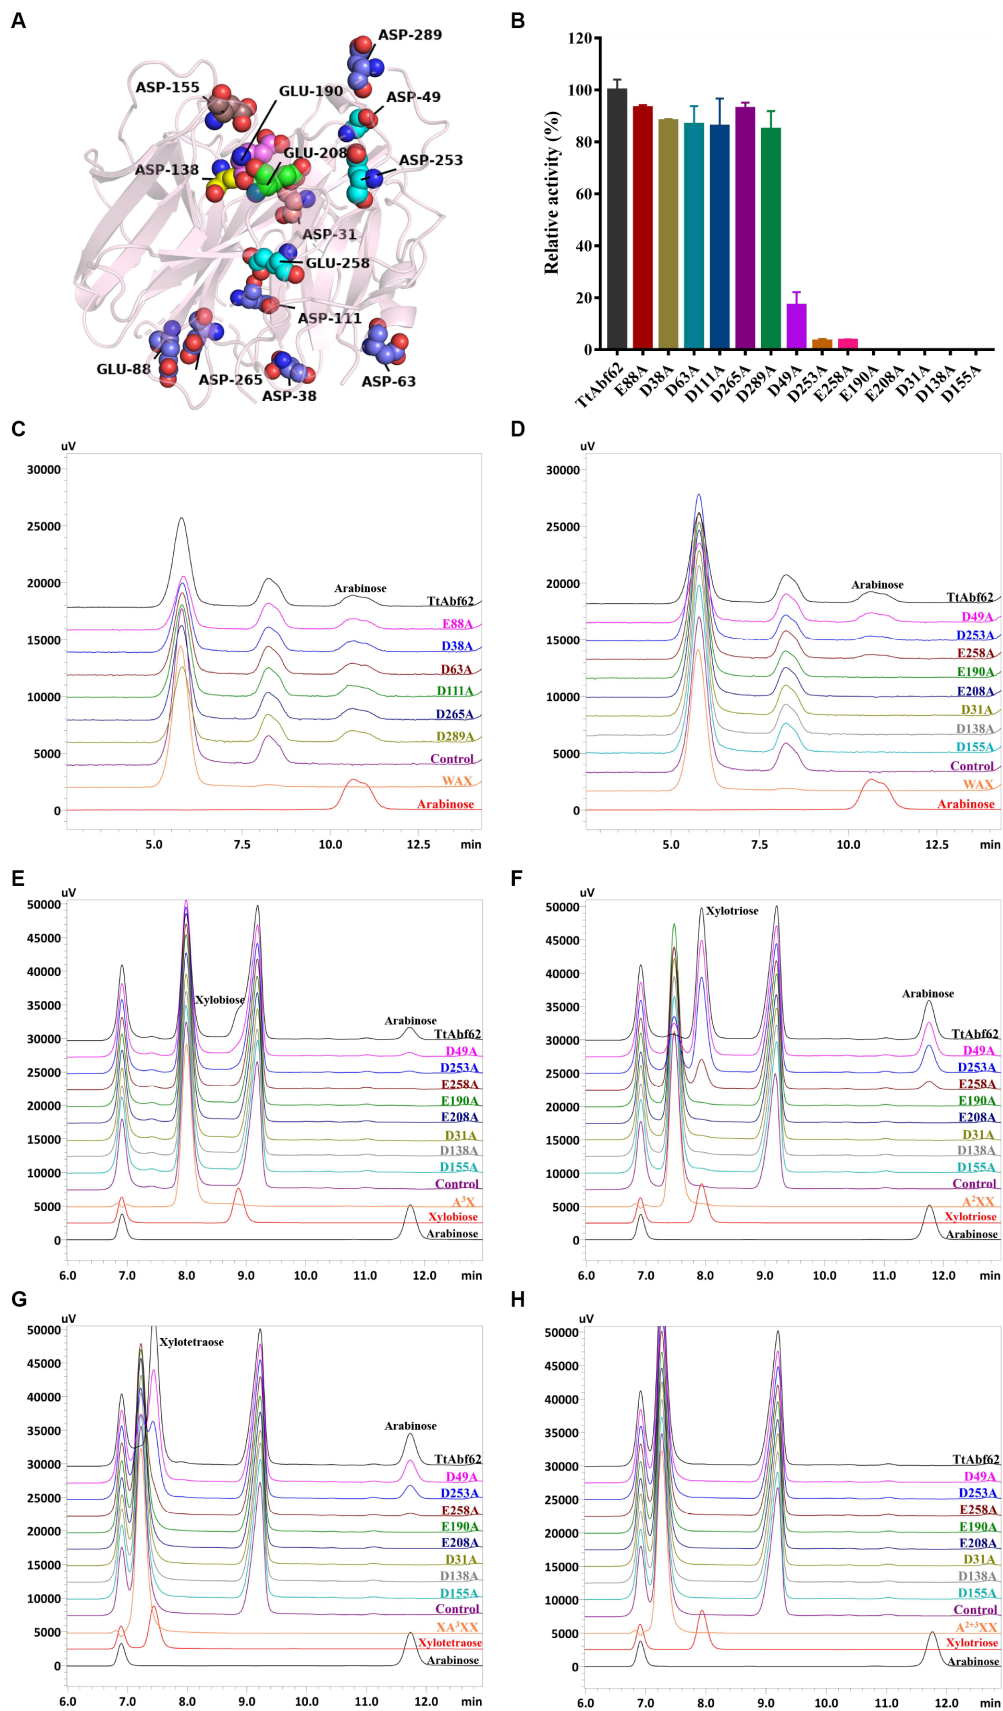 A
ASP-289
ASP-155
GLU-190
ASP-49
GLU-208
ASP-253
ASP-138
ASP-31
GLU-258
ASP-111
GLU-88
ASP-265
ASP-38
ASP-63
B
Relative activity (%)
120
100
80
60
40
20
0
TtAbf62
E88A
D38A
D63A
D111A
D265A
D289A
D49A
D253A
E258A
E190A
E208A
D31A
D138A
D155A
C
uV
30000
25000
20000
15000
10000
5000
0
Arabinose
TtAbf62
E88A
D38A
D63A
D111A
D265A
D289A
Control
WAX
Arabinose
5.0 7.5 10.0 12.5 min
D
uV
30000
25000
20000
15000
10000
5000
0
Arabinose
TtAbf62
D49A
D253A
E258A
E190A
E208A
D31A
D138A
D155A
Control
WAX
Arabinose
5.0 7.5 10.0 12.5 min
E
uV
50000
45000
40000
35000
30000
25000
20000
15000
10000
5000
0
Xylobiose
Arabinose
TtAbf62
D49A
D253A
E258A
E190A
E208A
D31A
D138A
D155A
Control
A³X
Xylobiose
Arabinose
6.0 7.0 8.0 9.0 10.0 11.0 12.0 min
F
uV
50000
45000
40000
35000
30000
25000
20000
15000
10000
5000
0
Xylotriose
Arabinose
TtAbf62
D49A
D253A
E258A
E190A
E208A
D31A
D138A
D155A
Control
A²XX
Xylotriose
Arabinose
6.0 7.0 8.0 9.0 10.0 11.0 12.0 min
G
uV
50000
45000
40000
35000
30000
25000
20000
15000
10000
5000
0
Xylotetraose
Arabinose
TtAbf62
D49A
D253A
E258A
E190A
E208A
D31A
D138A
D155A
Control
XA³XX
Xylotetraose
Arabinose
6.0 7.0 8.0 9.0 10.0 11.0 12.0 min
H
uV
50000
45000
40000
35000
30000
25000
20000
15000
10000
5000
0
TtAbf62
D49A
D253A
E258A
E190A
E208A
D31A
D138A
D155A
Control
A²⁺³XX
Xylotriose
Arabinose
6.0 7.0 8.0 9.0 10.0 11.0 12.0 min